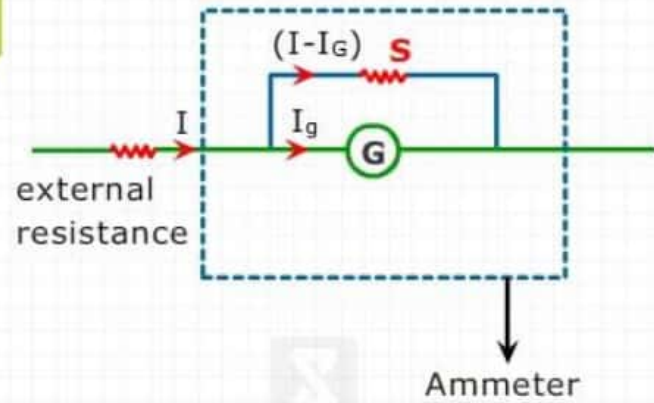 (I-IG) S
I
Ig
G
external
resistance
Ammeter